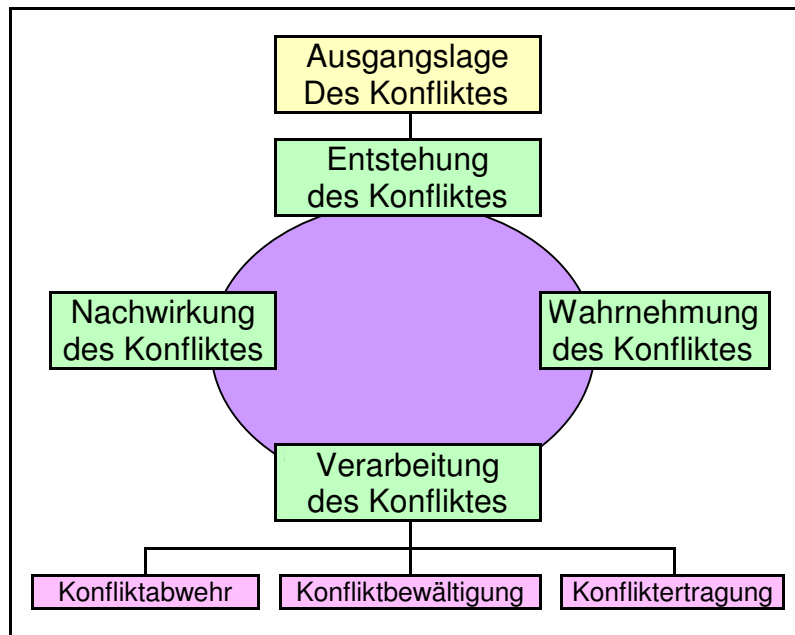 Ausgangslage
Des Konfliktes
Entstehung
des Konfliktes
Nachwirkung
des Konfliktes
Wahrnehmung
des Konfliktes
Verarbeitung
des Konfliktes
Konfliktabwehr
Konfliktbewältigung
Konfliktertragung